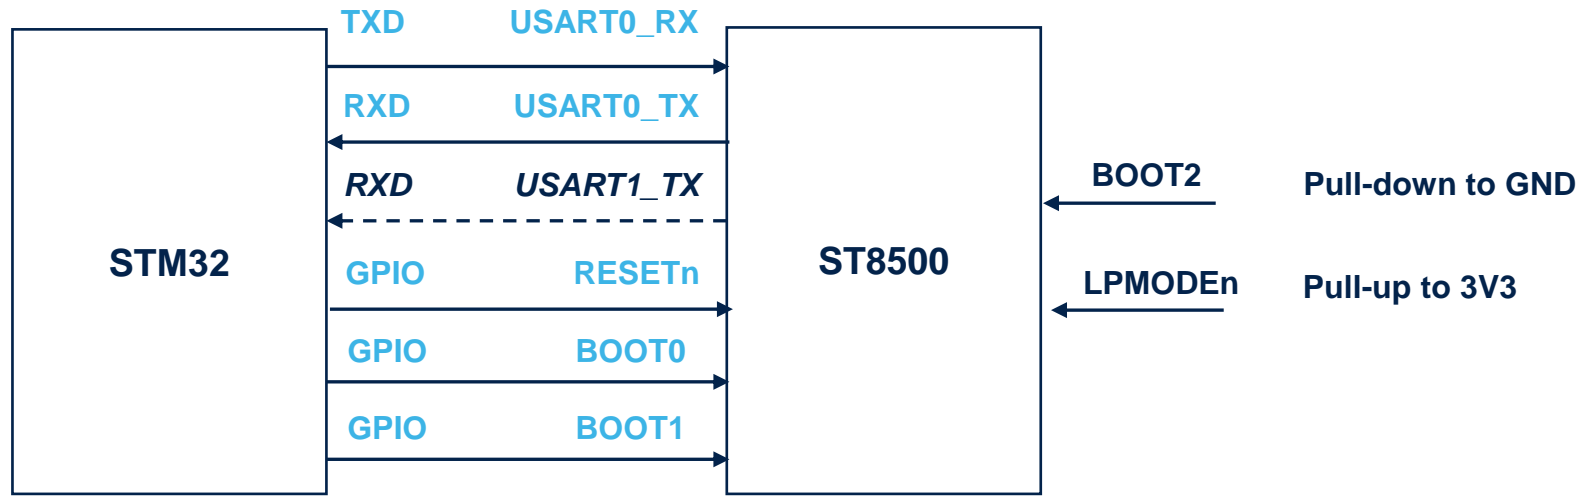 TXD USART0_RX
RXD USART0_TX
RXD USART1_TX
BOOT2 Pull-down to GND
STM32
ST8500
GPIO RESETn
LPMODEn Pull-up to 3V3
GPIO BOOT0
GPIO BOOT1